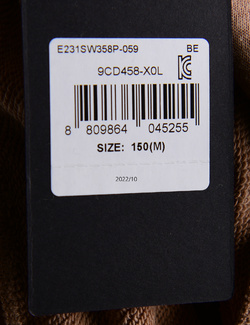 E231SW358P-059 BE
9CD458-X0L
8 809864 045255
SIZE: 150(M)
2022/10